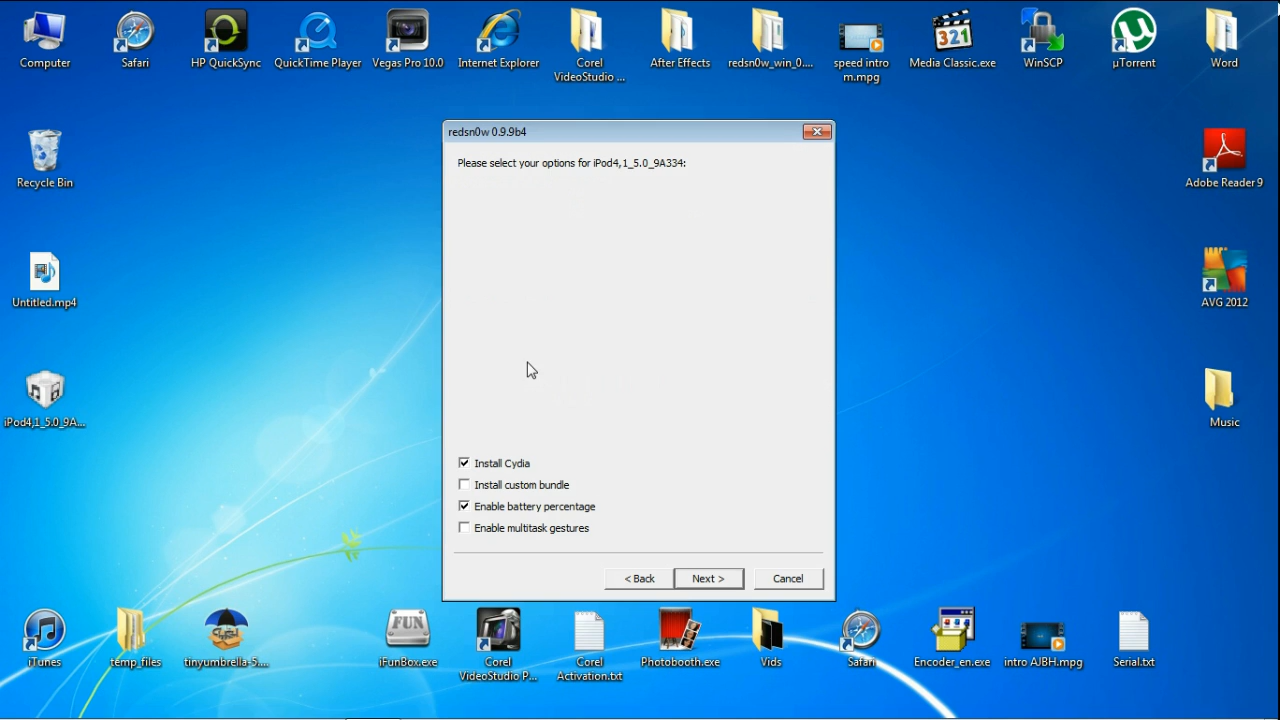 Computer
Safari
HP QuickSync
QuickTime Player
Vegas Pro 10.0
Internet Explorer
Corel
VideoStudio ...
After Effects
redsn0w_win_0....
speed intro
m.mpg
321
Media Classic.exe
WinSCP
µTorrent
Word
redsn0w 0.9.9b4
Please select your options for iPod4,1_5.0_9A334:
Recycle Bin
Adobe Reader 9
Untitled.mp4
AVG 2012
iPod4,1_5.0_9A...
Music
Install Cydia
Install custom bundle
Enable battery percentage
Enable multitask gestures
< Back
Next >
Cancel
iTunes
temp_files
tinyumbrella-5....
FUN
iFunBox.exe
Corel
VideoStudio P...
Corel
Activation.txt
Photobooth.exe
Vids
Safari
Encoder_en.exe
intro AJBH.mpg
Serial.txt